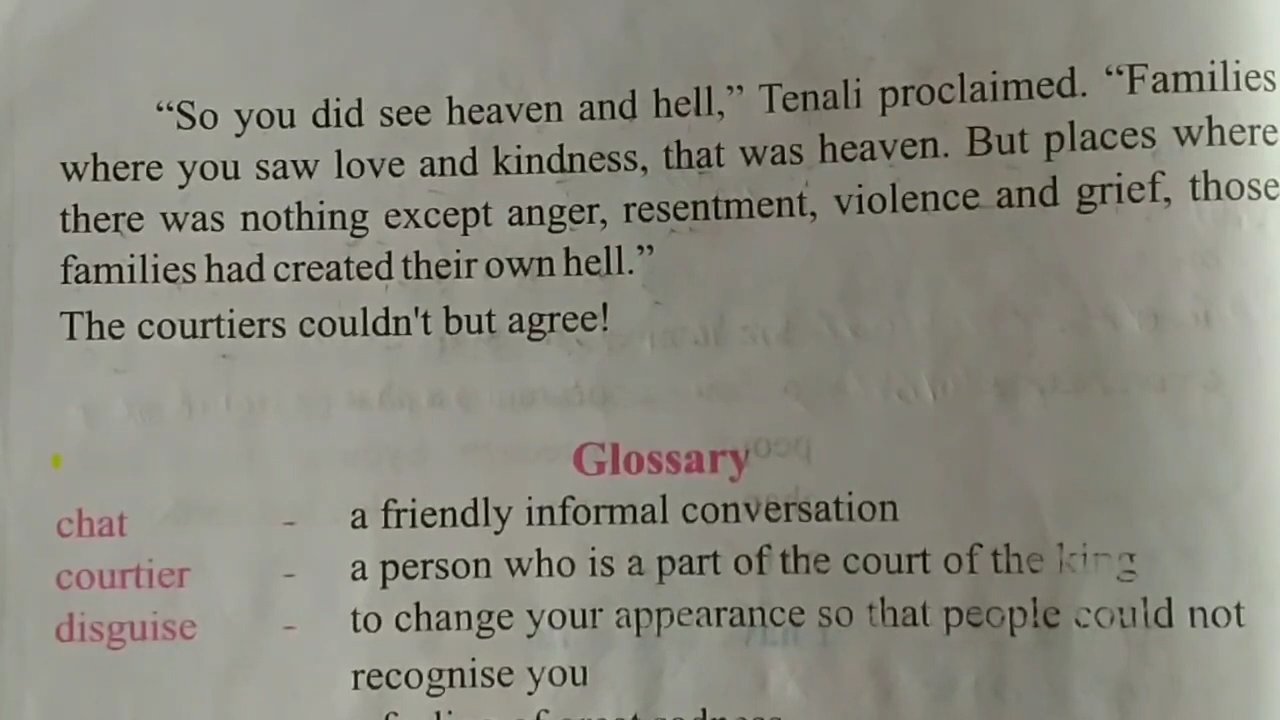 “So you did see heaven and hell,” Tenali proclaimed. “Families
where you saw love and kindness, that was heaven. But places where
there was nothing except anger, resentment, violence and grief, those
families had created their own hell.”
The courtiers couldn't but agree!
Glossary
chat - a friendly informal conversation
courtier - a person who is a part of the court of the king
disguise - to change your appearance so that people could not
recognise you